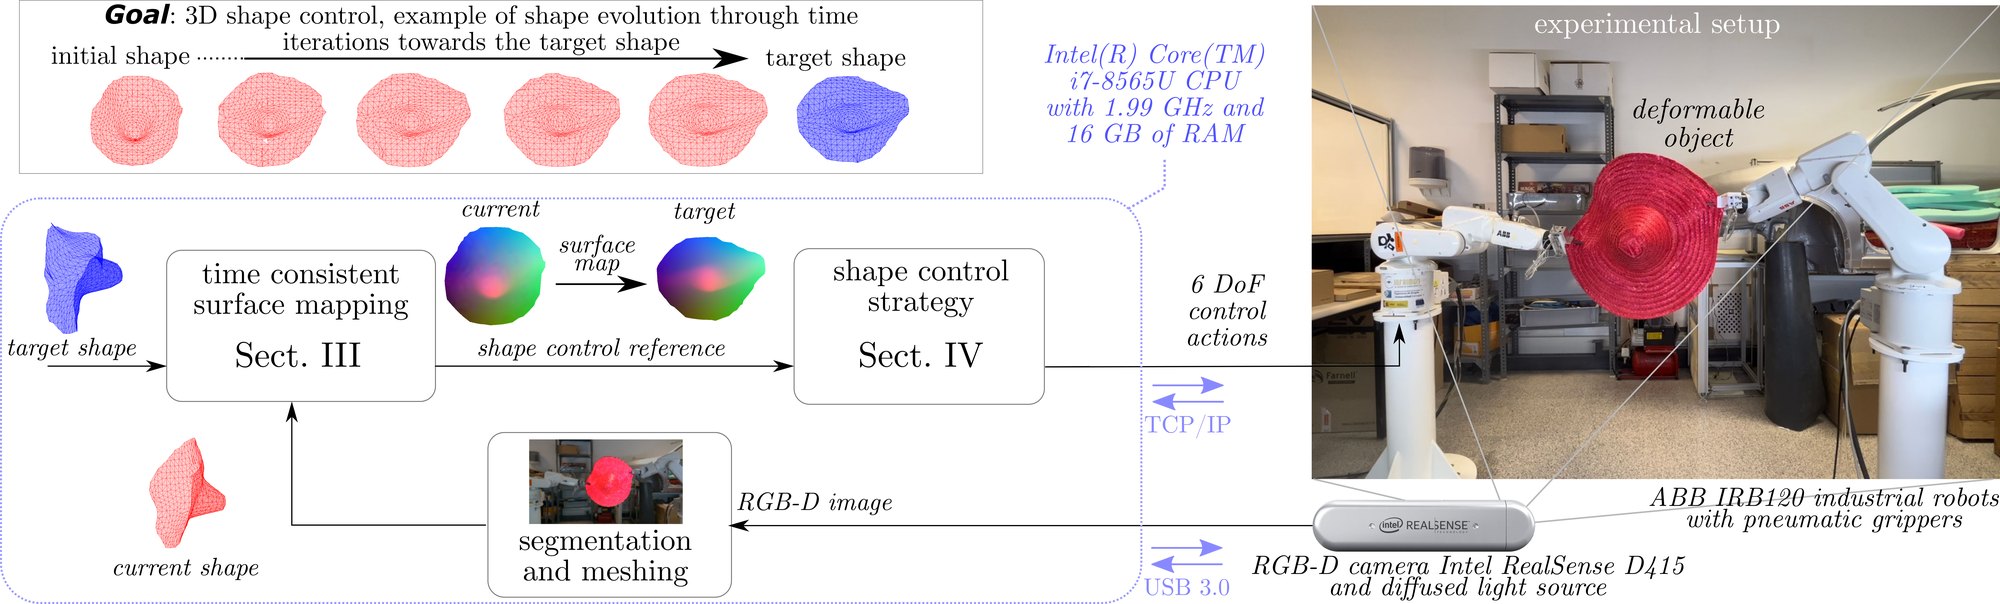 Goal: 3D shape control, example of shape evolution through time
iterations towards the target shape
initial shape
target shape
Intel(R) Core(TM)
i7-8565U CPU
with 1.99 GHz and
16 GB of RAM
experimental setup
deformable
object
target shape
time consistent
surface mapping
Sect. III
current
surface
map
target
shape control reference
shape control
strategy
Sect. IV
6 DoF
control
actions
TCP/IP
ABB
ABB
Farnell
current shape
segmentation
and meshing
RGB-D image
USB 3.0
intel REALSENSE
ABB IRB120 industrial robots
with pneumatic grippers
RGB-D camera Intel RealSense D415
and diffused light source